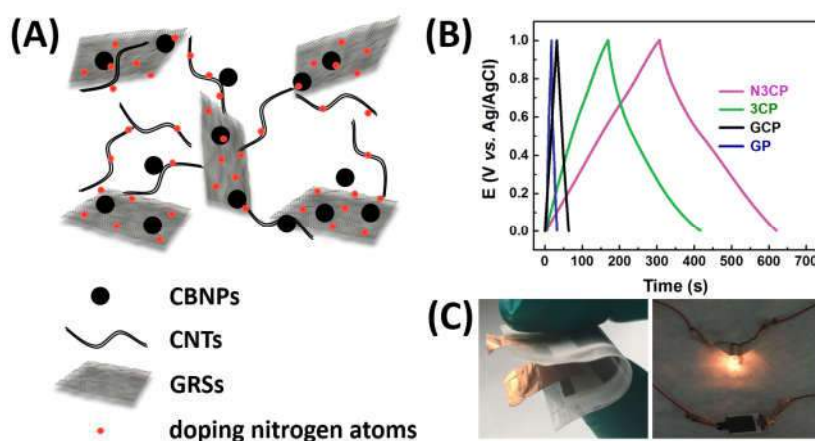 (A)
CBNPs
CNTs
GRSs
doping nitrogen atoms
(B)
E (V vs. Ag/AgCl)
1.0
0.8
0.6
0.4
0.2
0.0
N3CP
3CP
GCP
GP
0 100 200 300 400 500 600 700
Time (s)
(C)